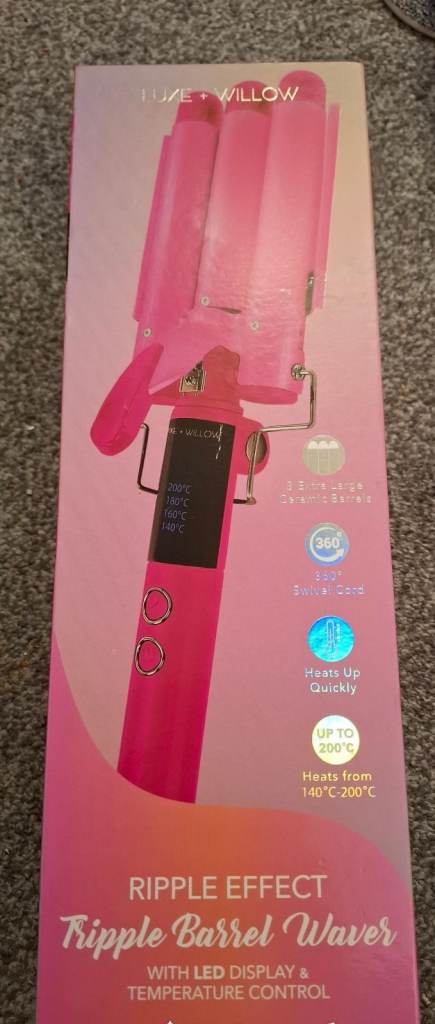 LUXE + WILLOW
LUXE + WILLOW
200°C
180°C
160°C
140°C
3 Extra Large
Ceramic Barrels
360°
360°
Swivel Cord
Heats Up
Quickly
UP TO
200°C
Heats from
140°C-200°C
RIPPLE EFFECT
Tripple Barrel Waver
WITH LED DISPLAY &
TEMPERATURE CONTROL